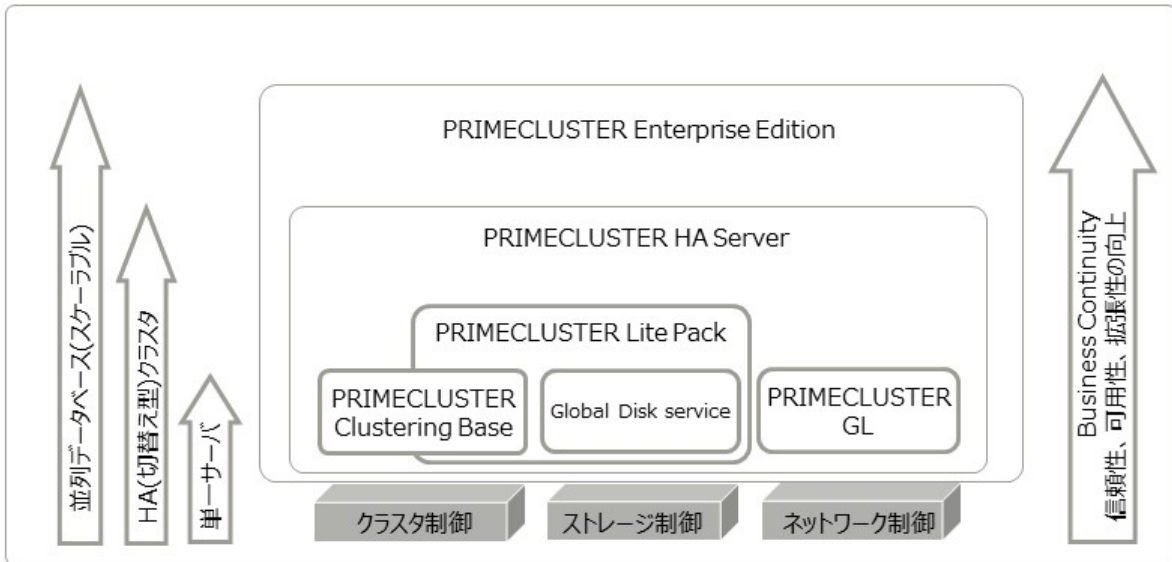 PRIMECLUSTER Enterprise Edition
PRIMECLUSTER HA Server
PRIMECLUSTER Lite Pack
PRIMECLUSTER
Clustering Base
Global Disk service
PRIMECLUSTER
GL
クラスタ制御
ストレージ制御
ネットワーク制御
並列データベース(スケーラブル)
HA(切替え型)クラスタ
単一サーバ
Business Continuity
信頼性、可用性、拡張性の向上